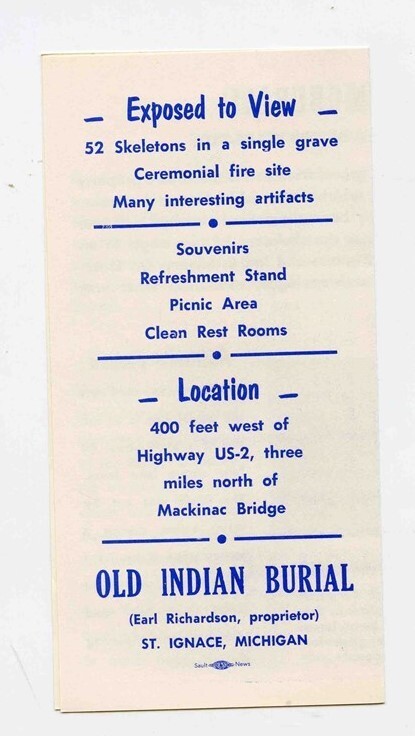 — Exposed to View —
52 Skeletons in a single grave
Ceremonial fire site
Many interesting artifacts
Souvenirs
Refreshment Stand
Picnic Area
Clean Rest Rooms
— Location —
400 feet west of
Highway US-2, three
miles north of
Mackinac Bridge
OLD INDIAN BURIAL
(Earl Richardson, proprietor)
ST. IGNACE, MICHIGAN
Sault News